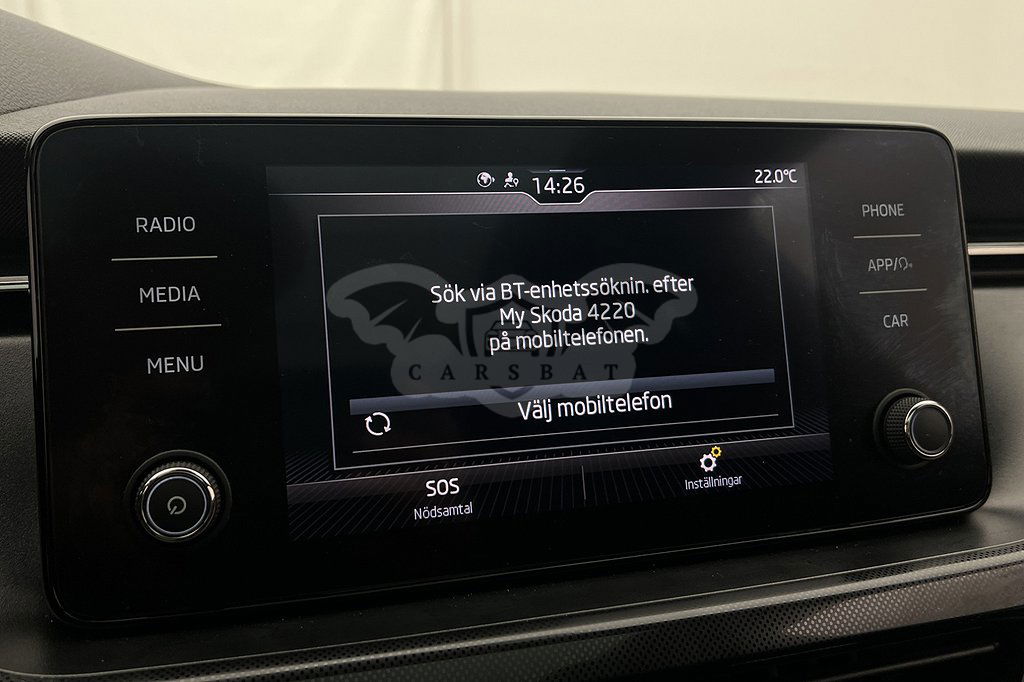 RADIO
MEDIA
MENU
14:26
22.0°C
Sök via BT-enhetssöknin. efter
My Skoda 4220
på mobiltelefonen.
CARSBAT
Välj mobiltelefon
SOS
Nödsamtal
Inställningar
PHONE
APP/
CAR